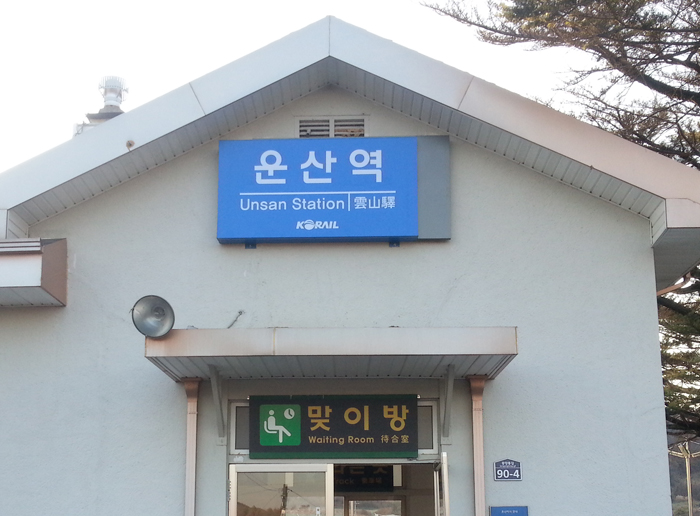 운산역
Unsan Station 雲山驛
KORAIL
맞이방
Waiting Room 待合室
90-4